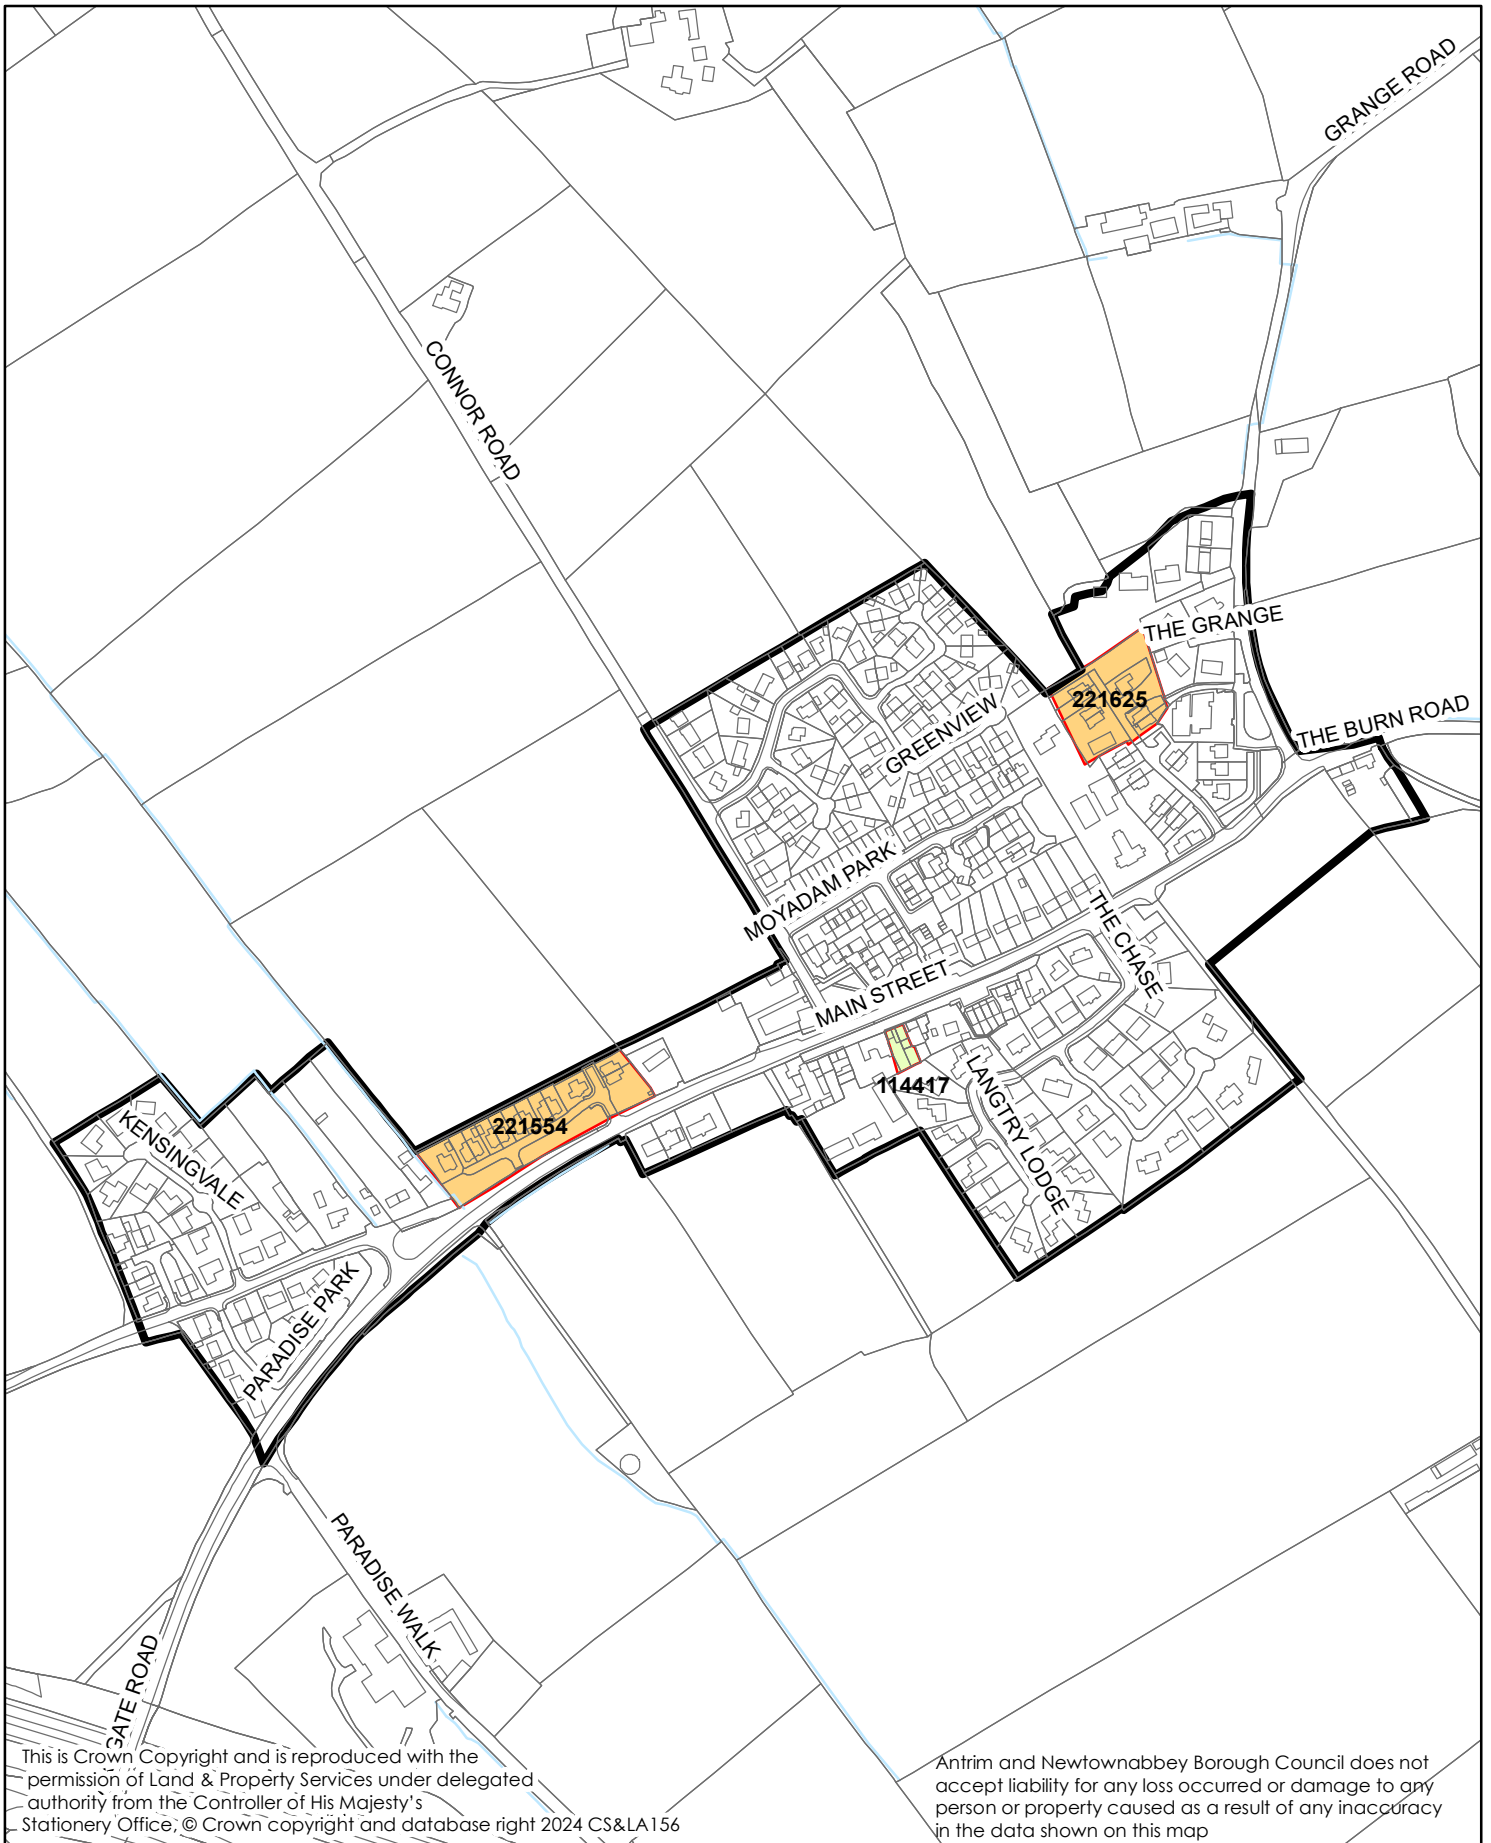 GRANGE ROAD
CONNOR ROAD
THE GRANGE
221625
GREENVIEW
THE BURN ROAD
MOYADAM PARK
THE CHASE
MAIN STREET
114417
LANGTRY LODGE
221554
KENSINGVALE
PARADISE PARK
PARADISE WALK
GATE ROAD
This is Crown Copyright and is reproduced with the
permission of Land & Property Services under delegated
authority from the Controller of His Majesty's
Stationery Office, © Crown copyright and database right 2024 CS&LA156
Antrim and Newtownabbey Borough Council does not
accept liability for any loss occurred or damage to any
person or property caused as a result of any inaccuracy
in the data shown on this map